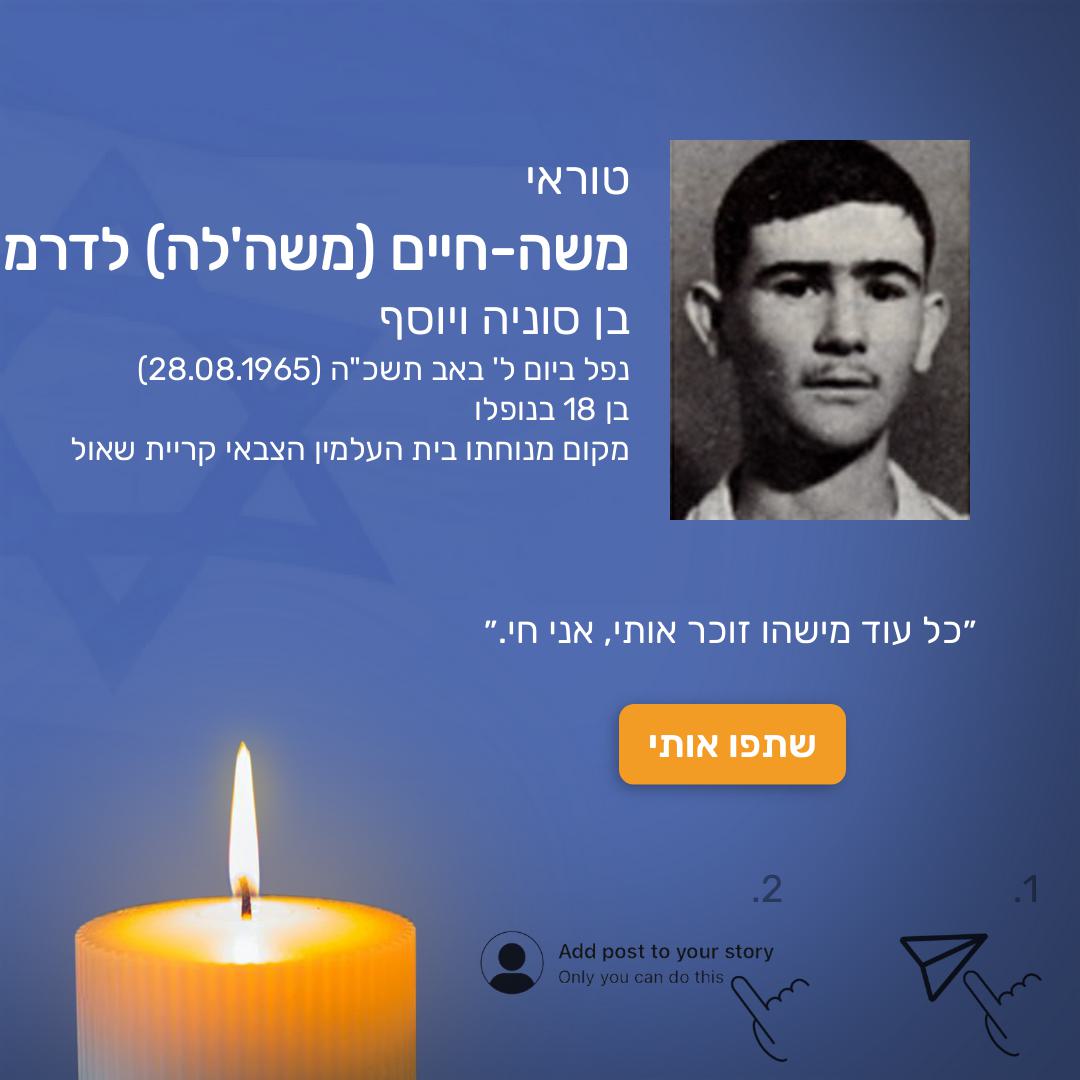 טוראי
משה-חיים (משה'לה) לדרמ
בן סוניה ויוסף
נפל ביום ל' באב תשכ"ה (28.08.1965)
בן 18 בנופלו
מקום מנוחתו בית העלמין הצבאי קריית שאול
״כל עוד מישהו זוכר אותי, אני חי.״
שתפו אותי
.1
.2
Add post to your story
Only you can do this